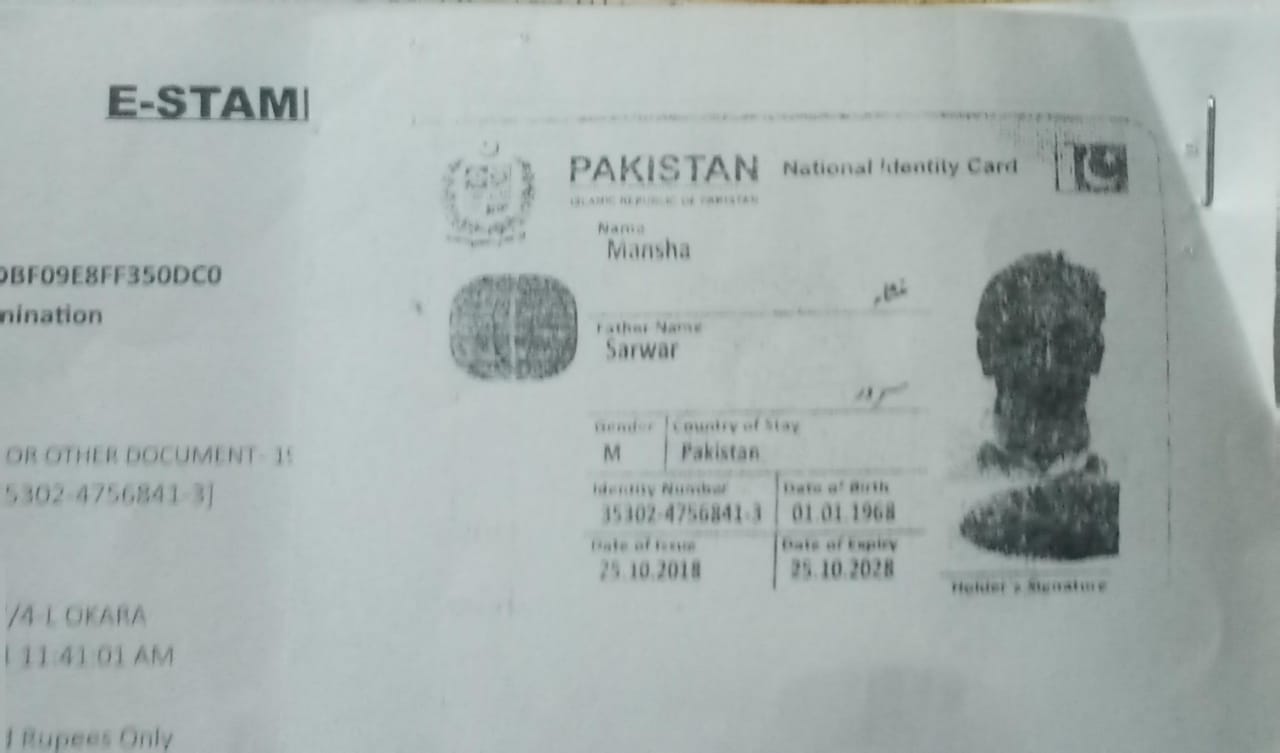 E-STAM
0BF09E8FF350DC0
mination
OR OTHER DOCUMENT- 19
5302-4756841-3]
/4-L OKARA
11:41:01 AM
Rupees Only
PAKISTAN National Identity Card
ISLAMIC REPUBLIC OF PAKISTAN
Name
Mansha
Father Name
Sarwar
سرور
Gender Country of Stay
M Pakistan
Identity Number Date of Birth
35302-4756841-3 01.01.1968
Date of Issue Date of Expiry
25.10.2018 25.10.2028
Holder's Signature